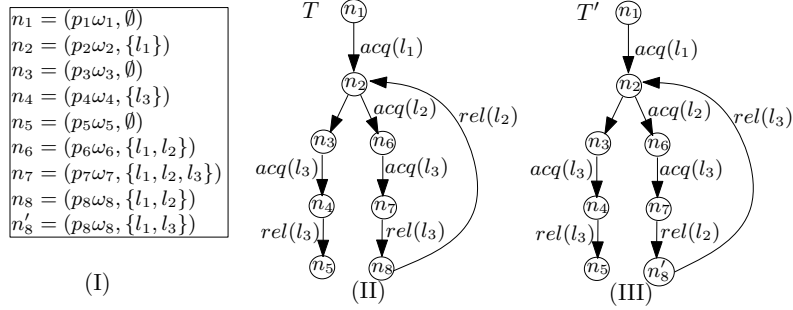 n₁ = (p₁ω₁, ∅)
n₂ = (p₂ω₂, {l₁})
n₃ = (p₃ω₃, ∅)
n₄ = (p₄ω₄, {l₃})
n₅ = (p₅ω₅, ∅)
n₆ = (p₆ω₆, {l₁, l₂})
n₇ = (p₇ω₇, {l₁, l₂, l₃})
n₈ = (p₈ω₈, {l₁, l₂})
n′₈ = (p₈ω₈, {l₁, l₃})
(I)
T
n₁
acq(l₁)
n₂
acq(l₂)
rel(l₂)
n₃
n₆
acq(l₃)
acq(l₃)
n₄
n₇
rel(l₃)
rel(l₃)
n₅
n₈
(II)
T′
n₁
acq(l₁)
n₂
acq(l₂)
rel(l₃)
n₃
n₆
acq(l₃)
acq(l₃)
n₄
n₇
rel(l₃)
rel(l₂)
n₅
n′₈
(III)